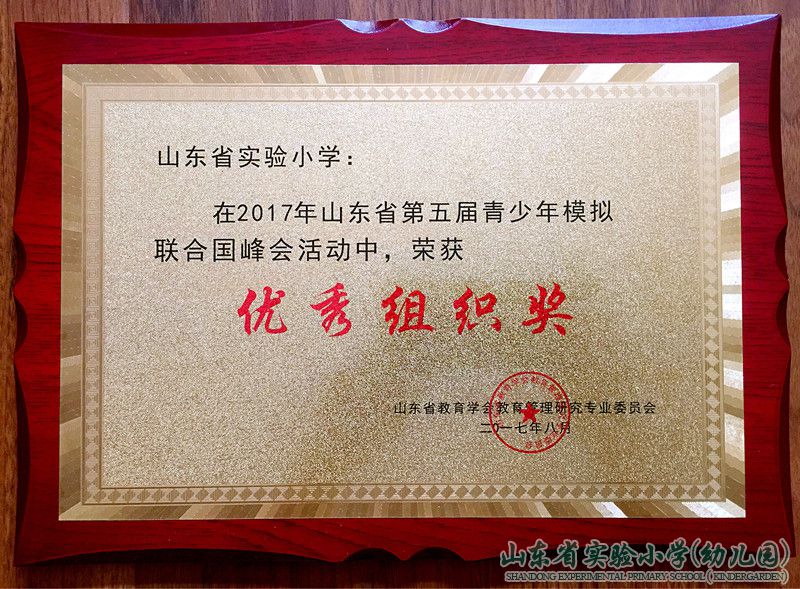 山东省实验小学：
在2017年山东省第五届青少年模拟
联合国峰会活动中，荣获
优秀组织奖
山东省教育学会教育管理研究专业委员会
二〇一七年八月
山东省实验小学(幼儿园)
SHANDONG EXPERIMENTAL PRIMARY SCHOOL ( KINDERGARDEN)